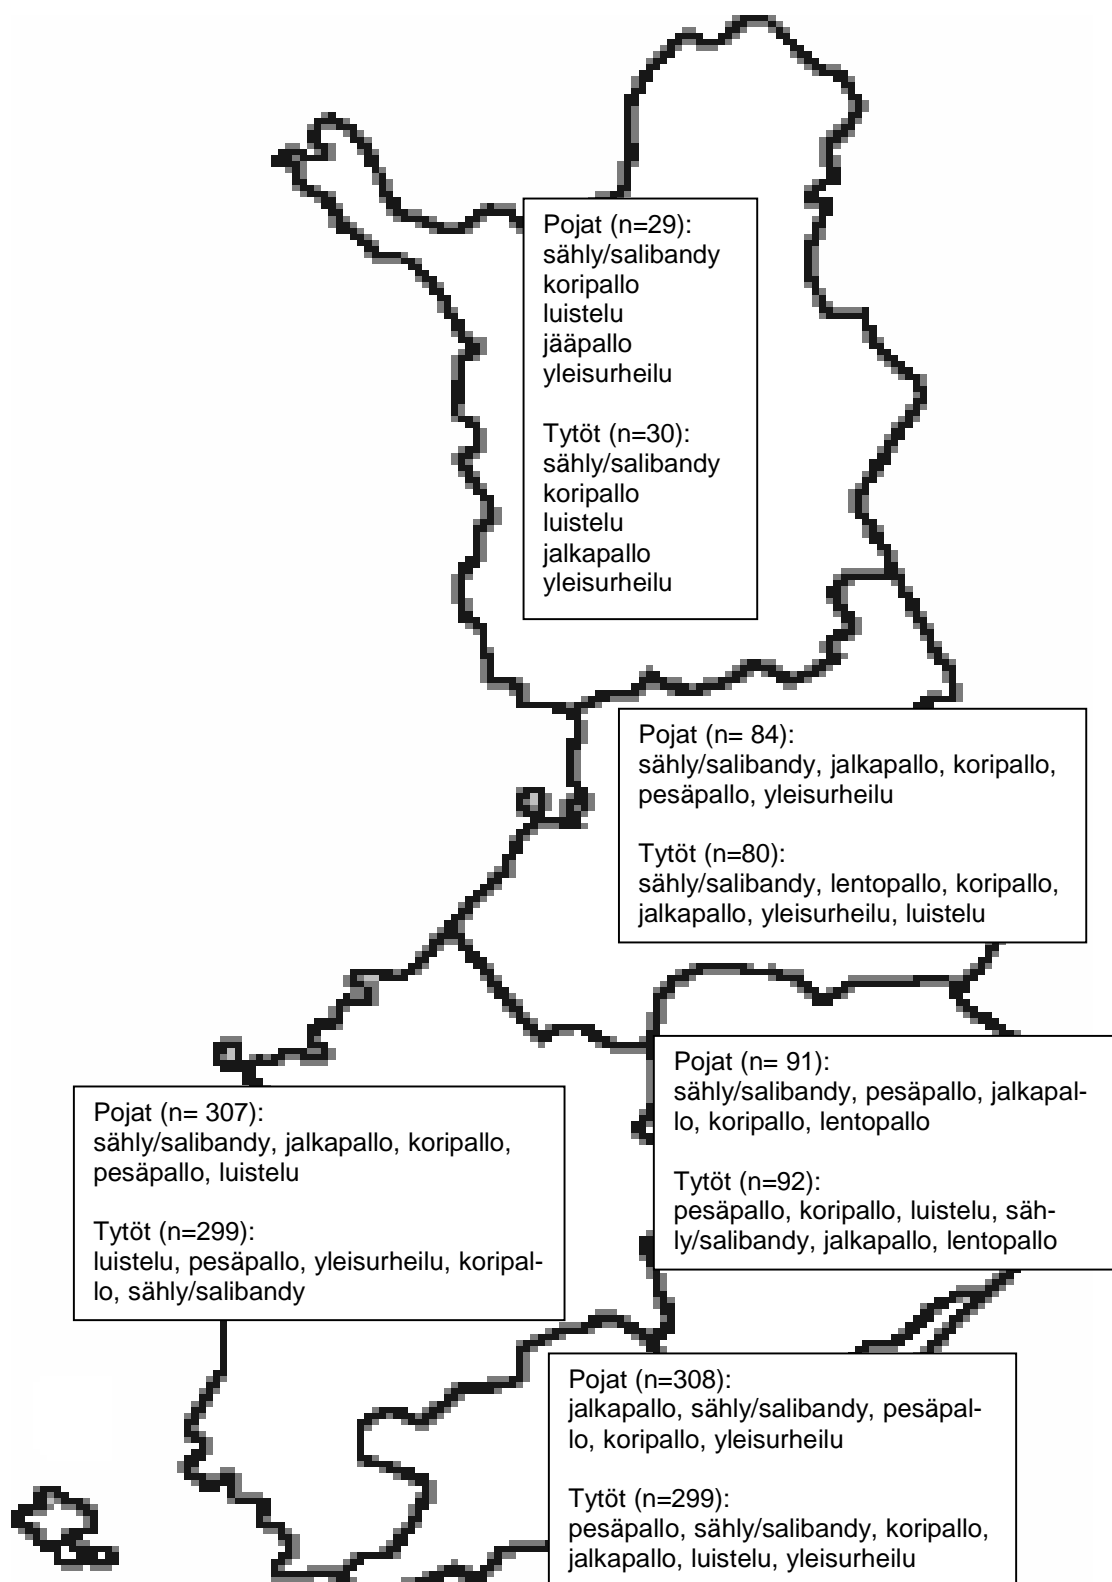 Pojat (n=29):
sähly/salibandy
koripallo
luistelu
jääpallo
yleisurheilu
Tytöt (n=30):
sähly/salibandy
koripallo
luistelu
jalkapallo
yleisurheilu
Pojat (n= 84):
sähly/salibandy, jalkapallo, koripallo,
pesäpallo, yleisurheilu
Tytöt (n=80):
sähly/salibandy, lentopallo, koripallo,
jalkapallo, yleisurheilu, luistelu
Pojat (n= 91):
sähly/salibandy, pesäpallo, jalkapal-
lo, koripallo, lentopallo
Tytöt (n=92):
pesäpallo, koripallo, luistelu, säh-
ly/salibandy, jalkapallo, lentopallo
Pojat (n= 307):
sähly/salibandy, jalkapallo, koripallo,
pesäpallo, luistelu
Tytöt (n=299):
luistelu, pesäpallo, yleisurheilu, koripal-
lo, sähly/salibandy
Pojat (n=308):
jalkapallo, sähly/salibandy, pesäpal-
lo, koripallo, yleisurheilu
Tytöt (n=299):
pesäpallo, sähly/salibandy, koripallo,
jalkapallo, luistelu, yleisurheilu